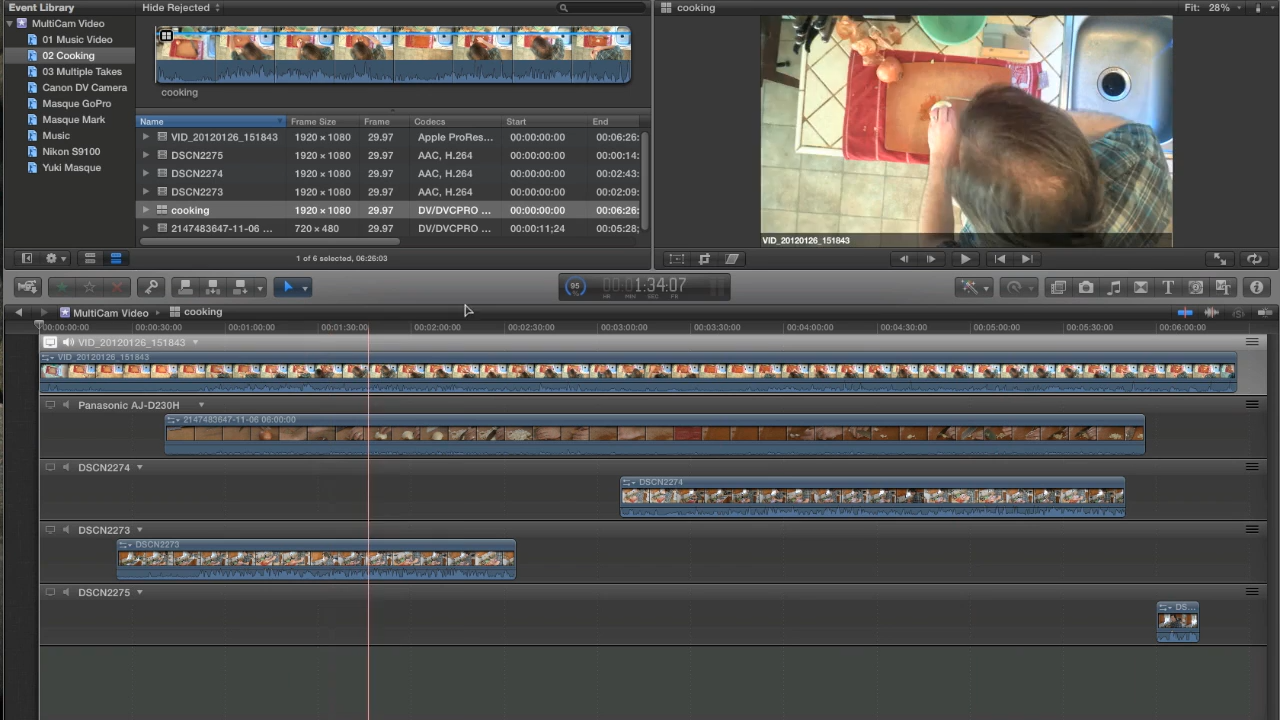 Event Library
Hide Rejected
cooking
Fit: 28%
MultiCam Video
01 Music Video
02 Cooking
03 Multiple Takes
Canon DV Camera
Masque GoPro
Masque Mark
Music
Nikon S9100
Yuki Masque
cooking
Name Frame Size Frame Codecs Start End
VID_20120126_151843 1920 × 1080 29.97 Apple ProRes... 00:00:00:00 00:06:26:
DSCN2275 1920 × 1080 29.97 AAC, H.264 00:00:00:00 00:00:14:
DSCN2274 1920 × 1080 29.97 AAC, H.264 00:00:00:00 00:02:43:
DSCN2273 1920 × 1080 29.97 AAC, H.264 00:00:00:00 00:02:09:
cooking 1920 × 1080 29.97 DV/DVCPRO ... 00:00:00:00 00:06:26:
2147483647-11-06 ... 720 × 480 29.97 DV/DVCPRO ... 00:00:11;24 00:05:28;
VID_20120126_151843
1 of 6 selected, 06:26:03
95 00:01:34:07
HR MIN SEC FR
MultiCam Video cooking
00:00:00:00 00:00:30:00 00:01:00:00 00:01:30:00 00:02:00:00 00:02:30:00 00:03:00:00 00:03:30:00 00:04:00:00 00:04:30:00 00:05:00:00 00:05:30:00 00:06:00:00
VID_20120126_151843
VID_20120126_151843
Panasonic AJ-D230H
2147483647-11-06 06:00:00
DSCN2274
DSCN2274
DSCN2273
DSCN2273
DSCN2275
DS...